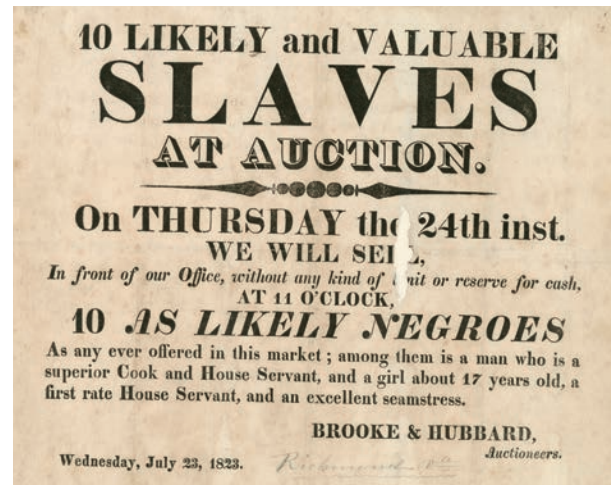 10 LIKELY and VALUABLE
SLAVES
AT AUCTION.
On THURSDAY the 24th inst.
WE WILL SELL,
In front of our Office, without any kind of limit or reserve for cash,
AT 11 O'CLOCK,
10 AS LIKELY NEGROES
As any ever offered in this market; among them is a man who is a
superior Cook and House Servant, and a girl about 17 years old, a
first rate House Servant, and an excellent seamstress.
BROOKE & HUBBARD,
Auctioneers.
Wednesday, July 23, 1823.
Richmond Va